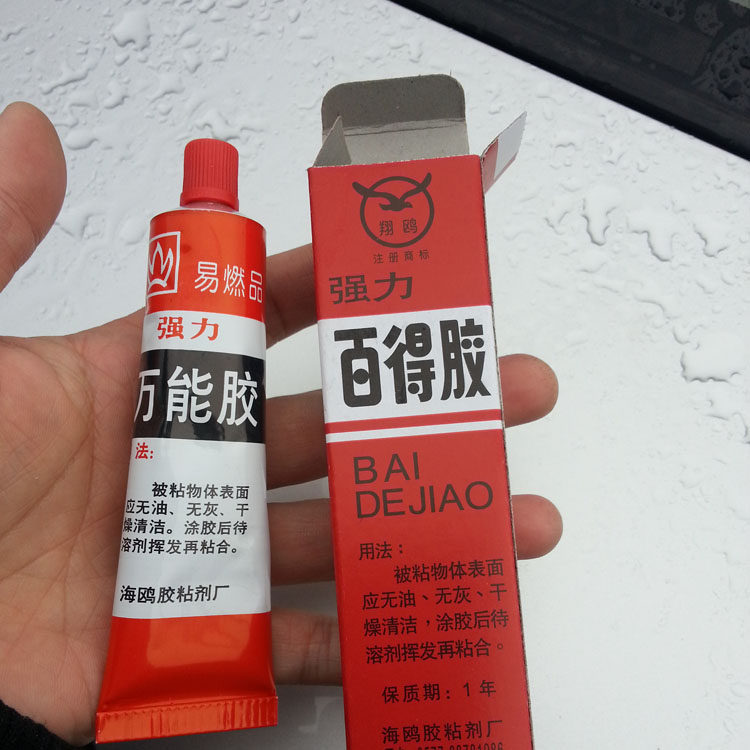 易燃品
强力
万能胶
法:
被粘物体表面
应无油、无灰、干
燥清洁。涂胶后待
溶剂挥发再粘合。
海鸥胶粘剂厂
翔鸥
注册商标
强力
百得胶
BAI
DEJIAO
用法:
被粘物体表面
应无油、无灰、干
燥清洁,涂胶后待
溶剂挥发再粘合。
保质期:1年
海鸥胶粘剂厂